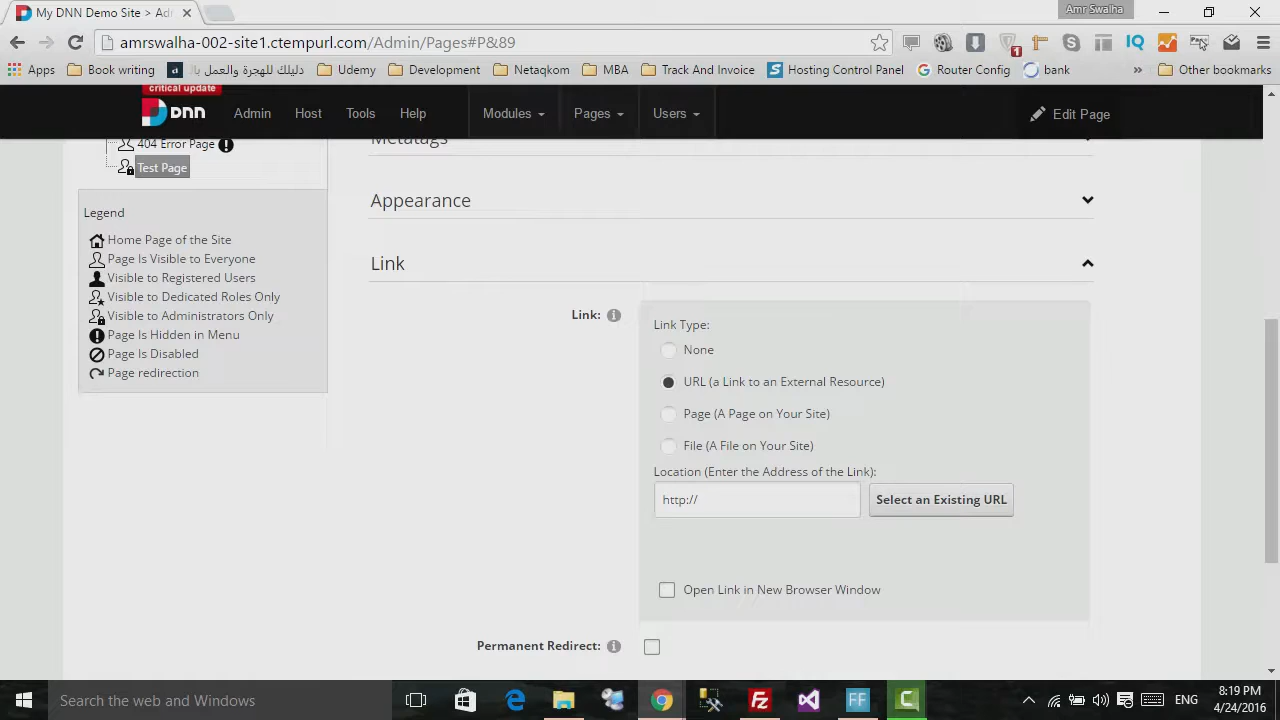 My DNN Demo Site > Adr
Amr Swalha
amrswalha-002-site1.ctempurl.com/Admin/Pages#P&89
1
IQ
Apps
Book writing
a
دليلك للهجرة والعمل با
Udemy
Development
Netaqkom
MBA
Track And Invoice
Hosting Control Panel
Router Config
bank
»
Other bookmarks
critical update
DNN
Admin
Host
Tools
Help
Modules
Pages
Users
Edit Page
404 Error Page
Metatags
Test Page
Appearance
Legend
Home Page of the Site
Page Is Visible to Everyone
Visible to Registered Users
Visible to Dedicated Roles Only
Visible to Administrators Only
Page Is Hidden in Menu
Page Is Disabled
Page redirection
Link
Link:
Link Type:
None
URL (a Link to an External Resource)
Page (A Page on Your Site)
File (A File on Your Site)
Location (Enter the Address of the Link):
http://
Select an Existing URL
Open Link in New Browser Window
Permanent Redirect:
Search the web and Windows
Fz
FF
C
ENG
8:19 PM
4/24/2016